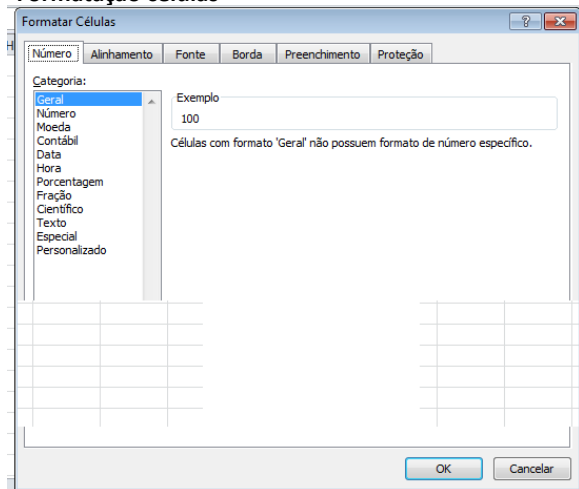 Formatar Células
Número Alinhamento Fonte Borda Preenchimento Proteção
Categoria:
Geral
Número
Moeda
Contábil
Data
Hora
Porcentagem
Fração
Científico
Texto
Especial
Personalizado
Exemplo
100
Células com formato 'Geral' não possuem formato de número específico.
OK Cancelar